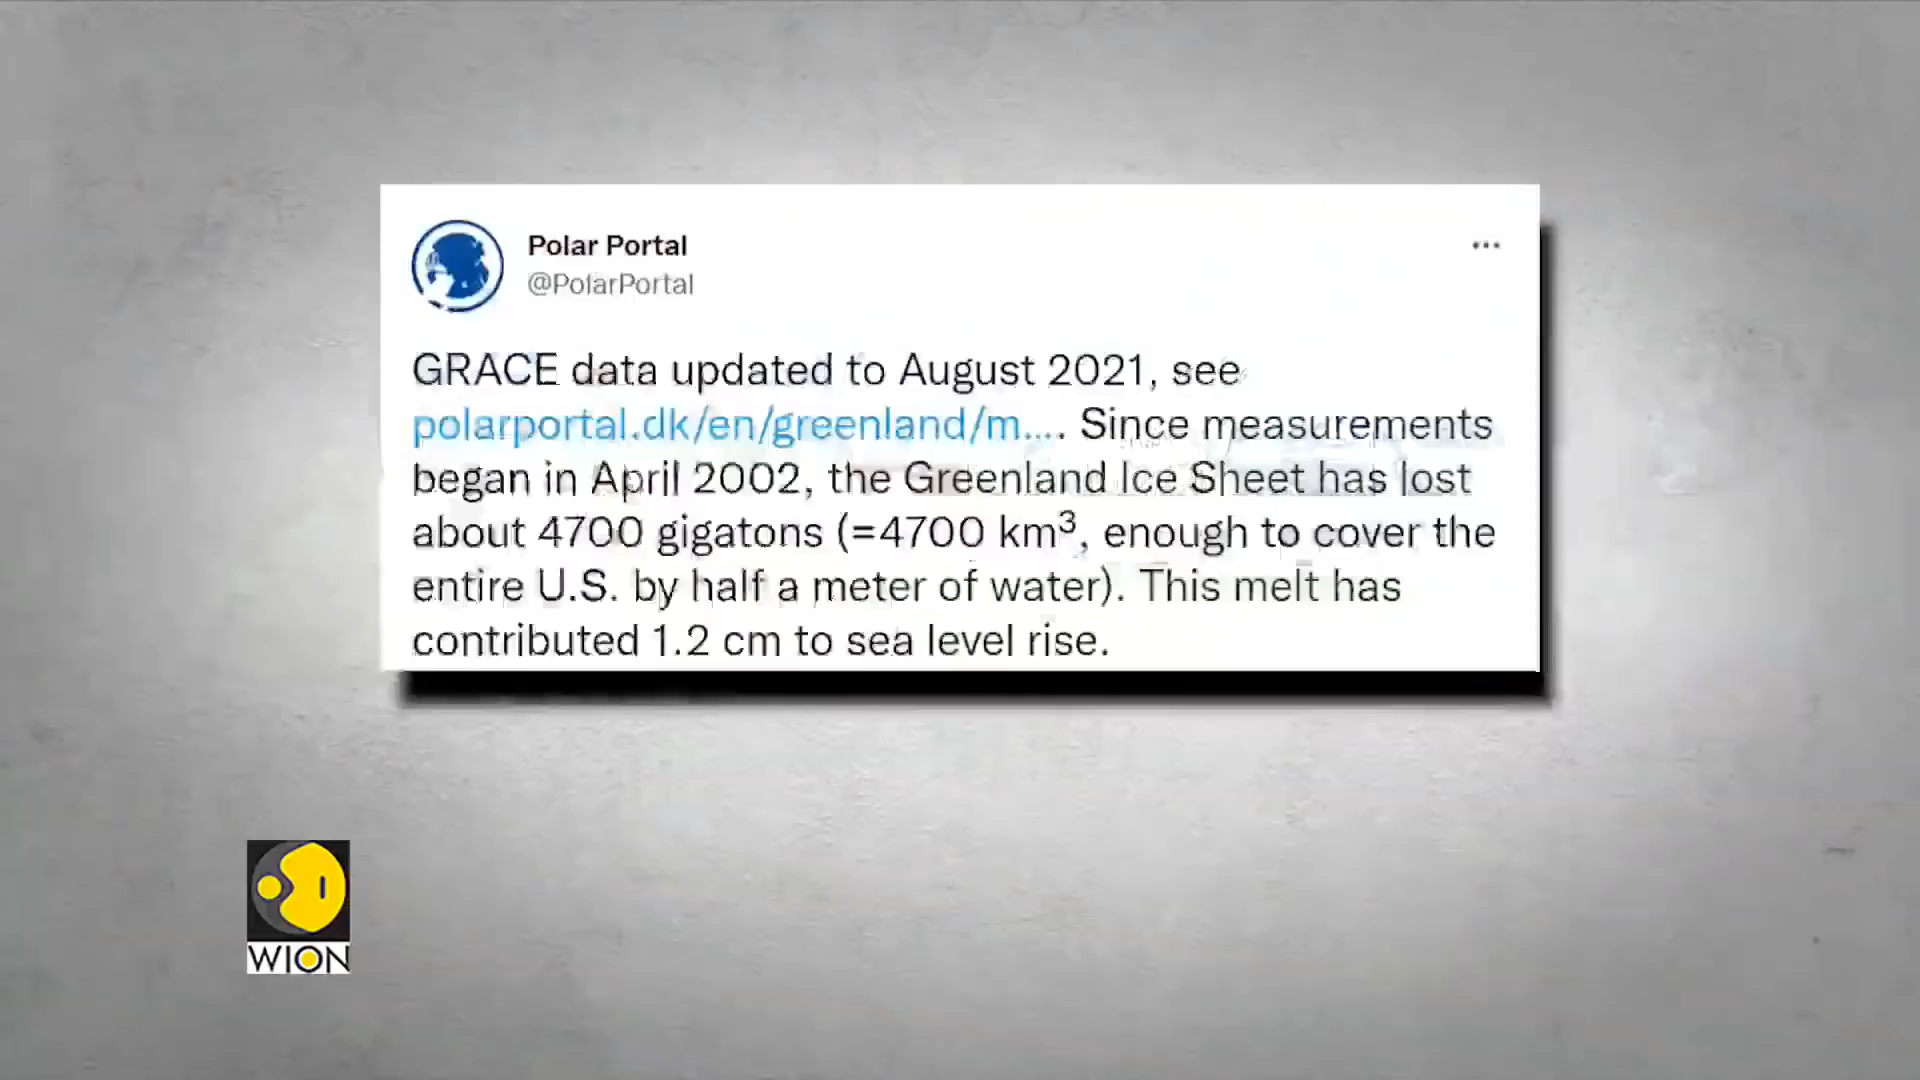 Polar Portal
@PolarPortal
GRACE data updated to August 2021, see
polarportal.dk/en/greenland/m.... Since measurements
began in April 2002, the Greenland Ice Sheet has lost
about 4700 gigatons (=4700 km³, enough to cover the
entire U.S. by half a meter of water). This melt has
contributed 1.2 cm to sea level rise.
WION